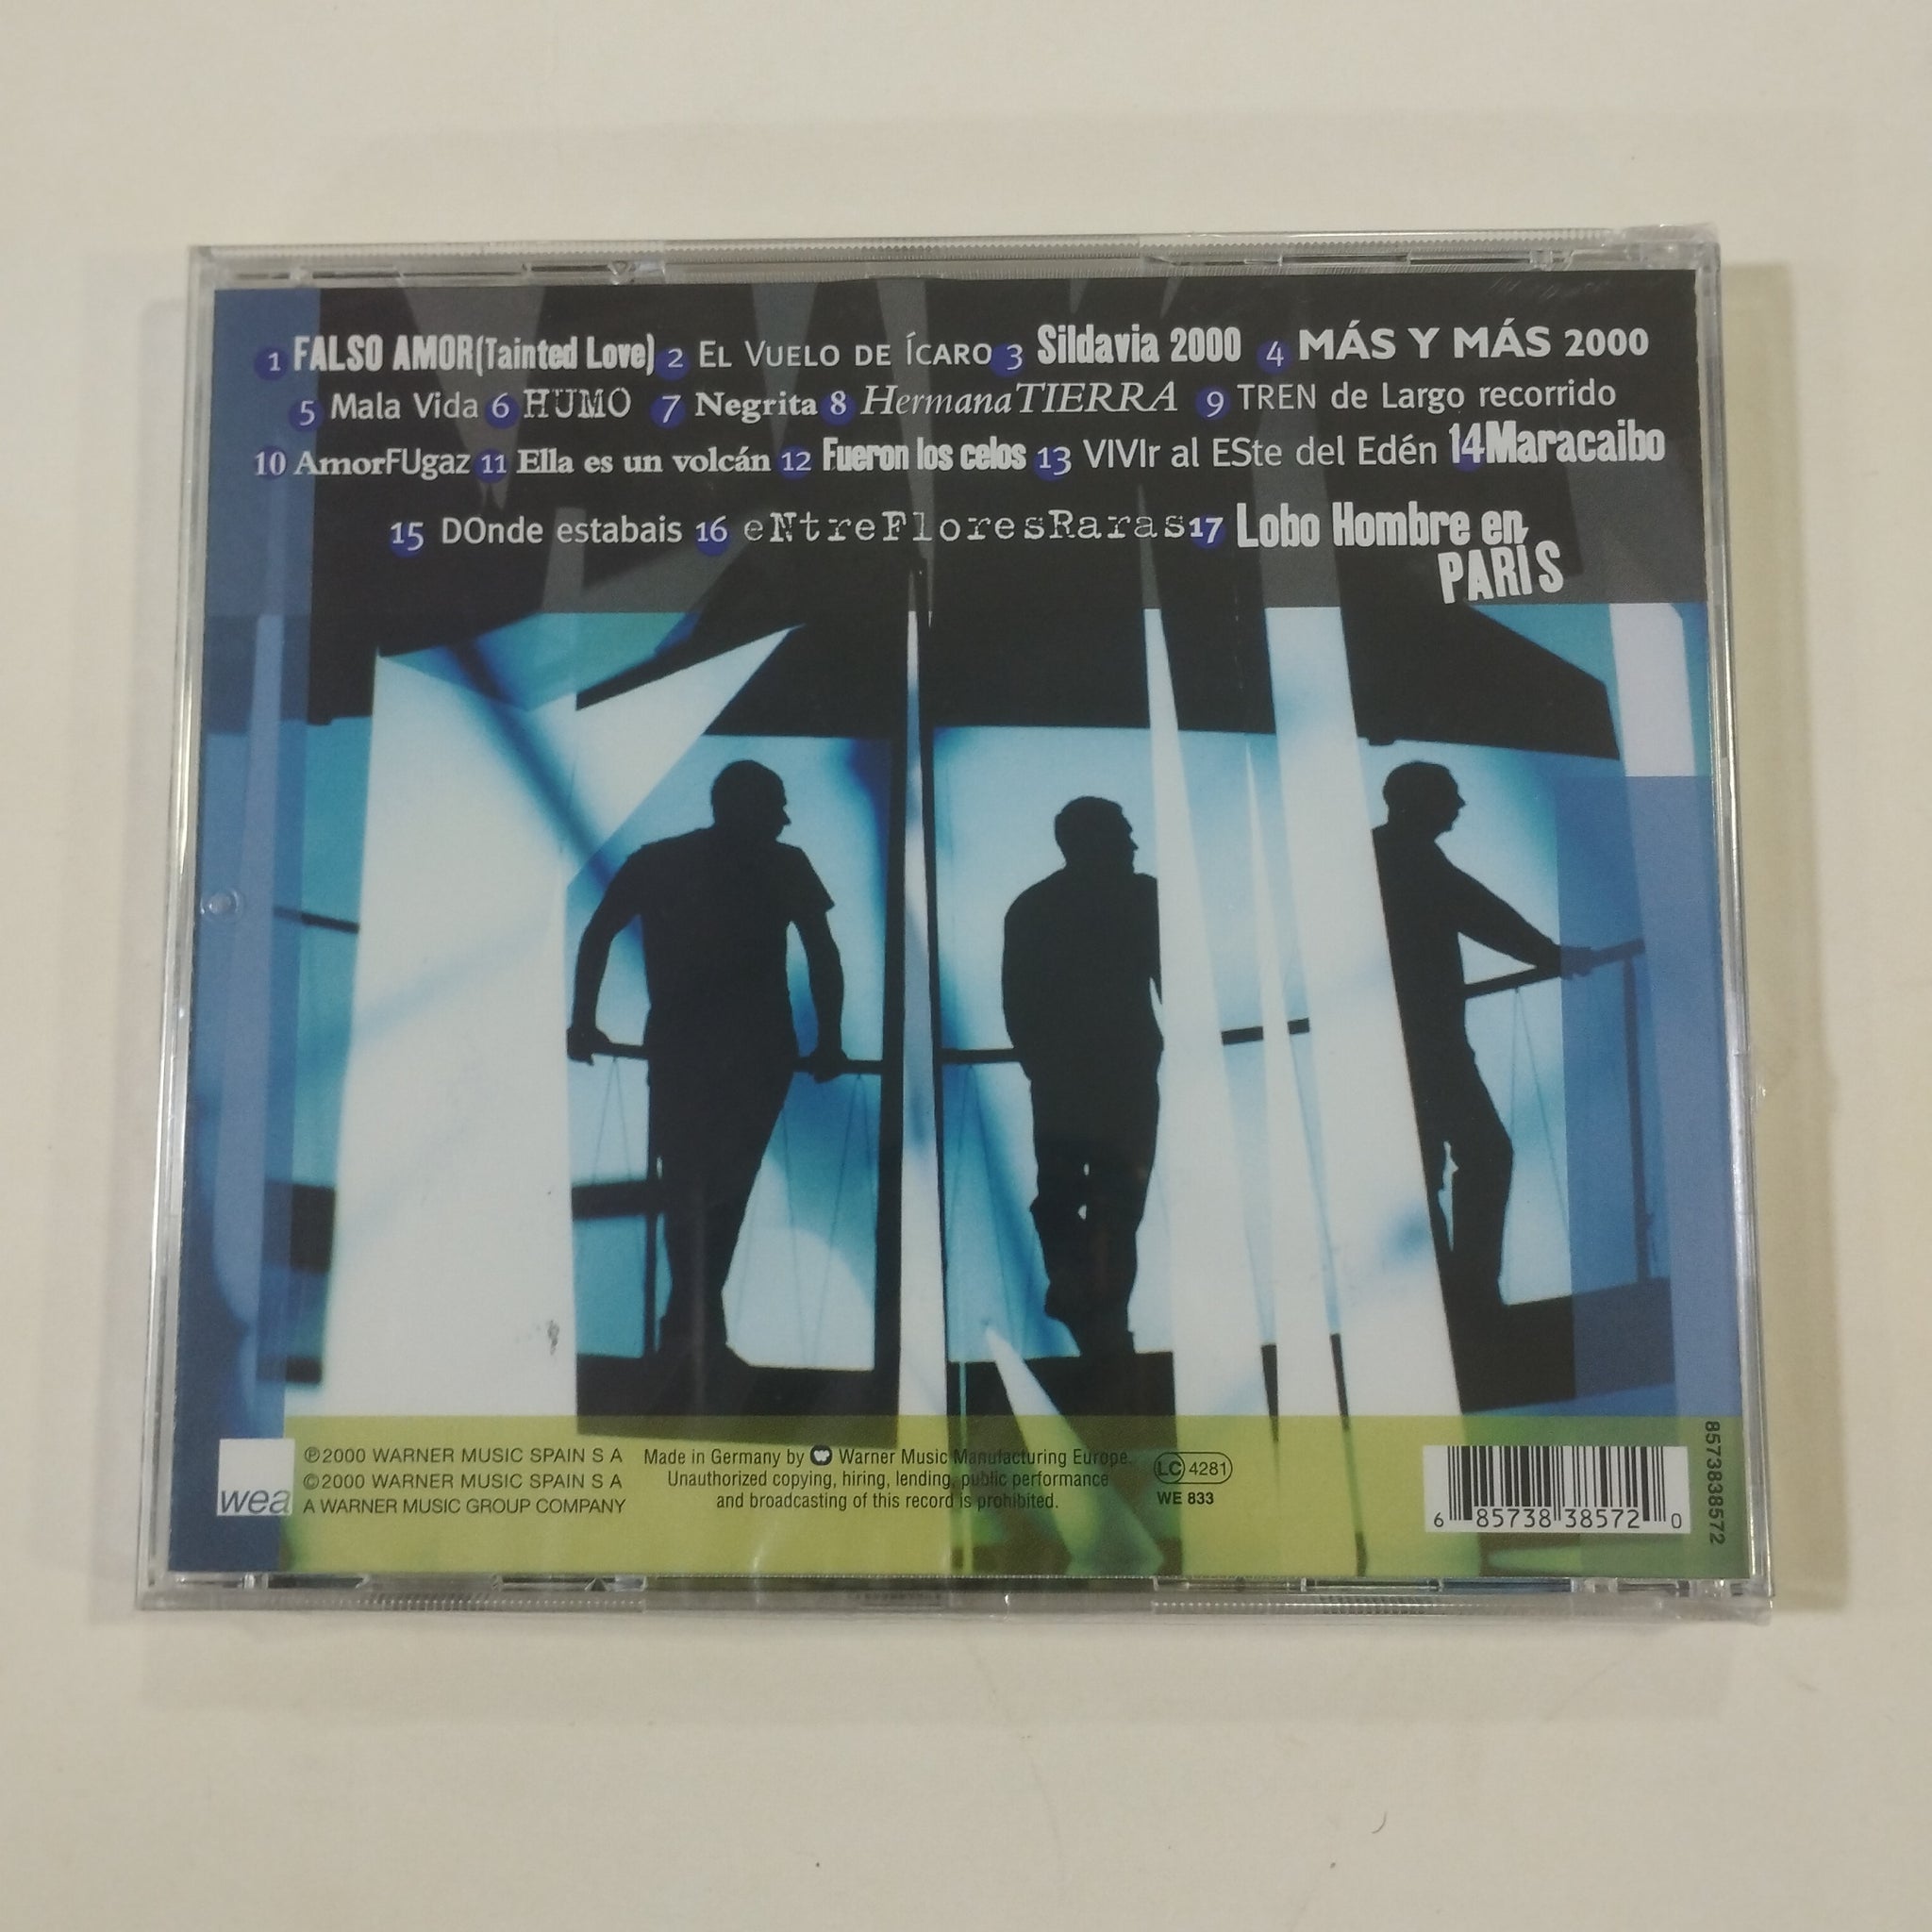 1 FALSO AMOR(Tainted Love) 2 EL VUELO DE ÍCARO 3 Sildavia 2000 4 MÁS Y MÁS 2000
5 Mala Vida 6 HUMO 7 Negrita 8 HermanaTIERRA 9 TREN de Largo recorrido
10 AmorFUgaz 11 Ella es un volcán 12 Fueron los celos 13 VIVIr al ESte del Edén 14 Maracaibo
15 DOnde estabais 16 eNtreFloresRaras 17 Lobo Hombre en
PARÍS
wea
℗2000 WARNER MUSIC SPAIN S A
©2000 WARNER MUSIC SPAIN S A
A WARNER MUSIC GROUP COMPANY
Made in Germany by Warner Music Manufacturing Europe.
Unauthorized copying, hiring, lending, public performance
and broadcasting of this record is prohibited.
LC 4281
WE 833
6 85738 38572 0
8573838572